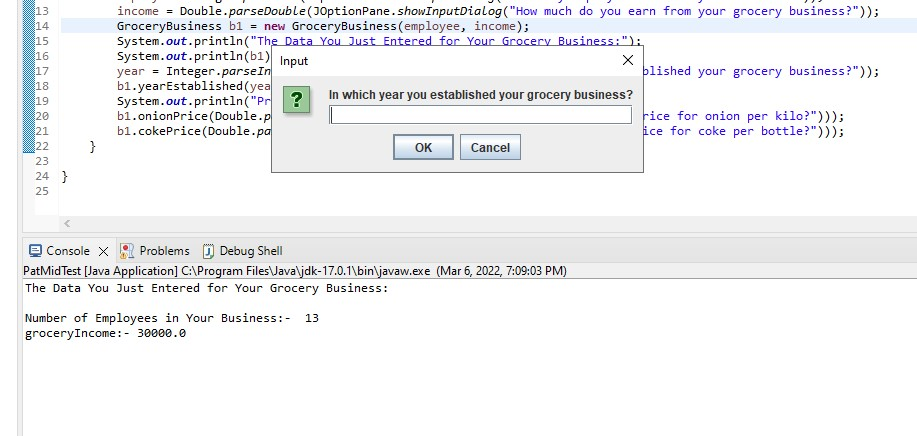 13 income = Double.parseDouble(JOptionPane.showInputDialog("How much do you earn from your grocery business?"));
14 GroceryBusiness b1 = new GroceryBusiness(employee, income);
15 System.out.println("The Data You Just Entered for Your Grocery Business:");
16 System.out.println(b1)
17 year = Integer.parseIn blished your grocery business?"));
18 b1.yearEstablished(yea
19 System.out.println("Pr
20 b1.onionPrice(Double.p rice for onion per kilo?")));
21 b1.cokePrice(Double.pa ice for coke per bottle?")));
22 }
23
24 }
25
Input
In which year you established your grocery business?
OK Cancel
Console Problems Debug Shell
PatMidTest [Java Application] C:\Program Files\Java\jdk-17.0.1\bin\javaw.exe (Mar 6, 2022, 7:09:03 PM)
The Data You Just Entered for Your Grocery Business:
Number of Employees in Your Business:- 13
groceryIncome:- 30000.0